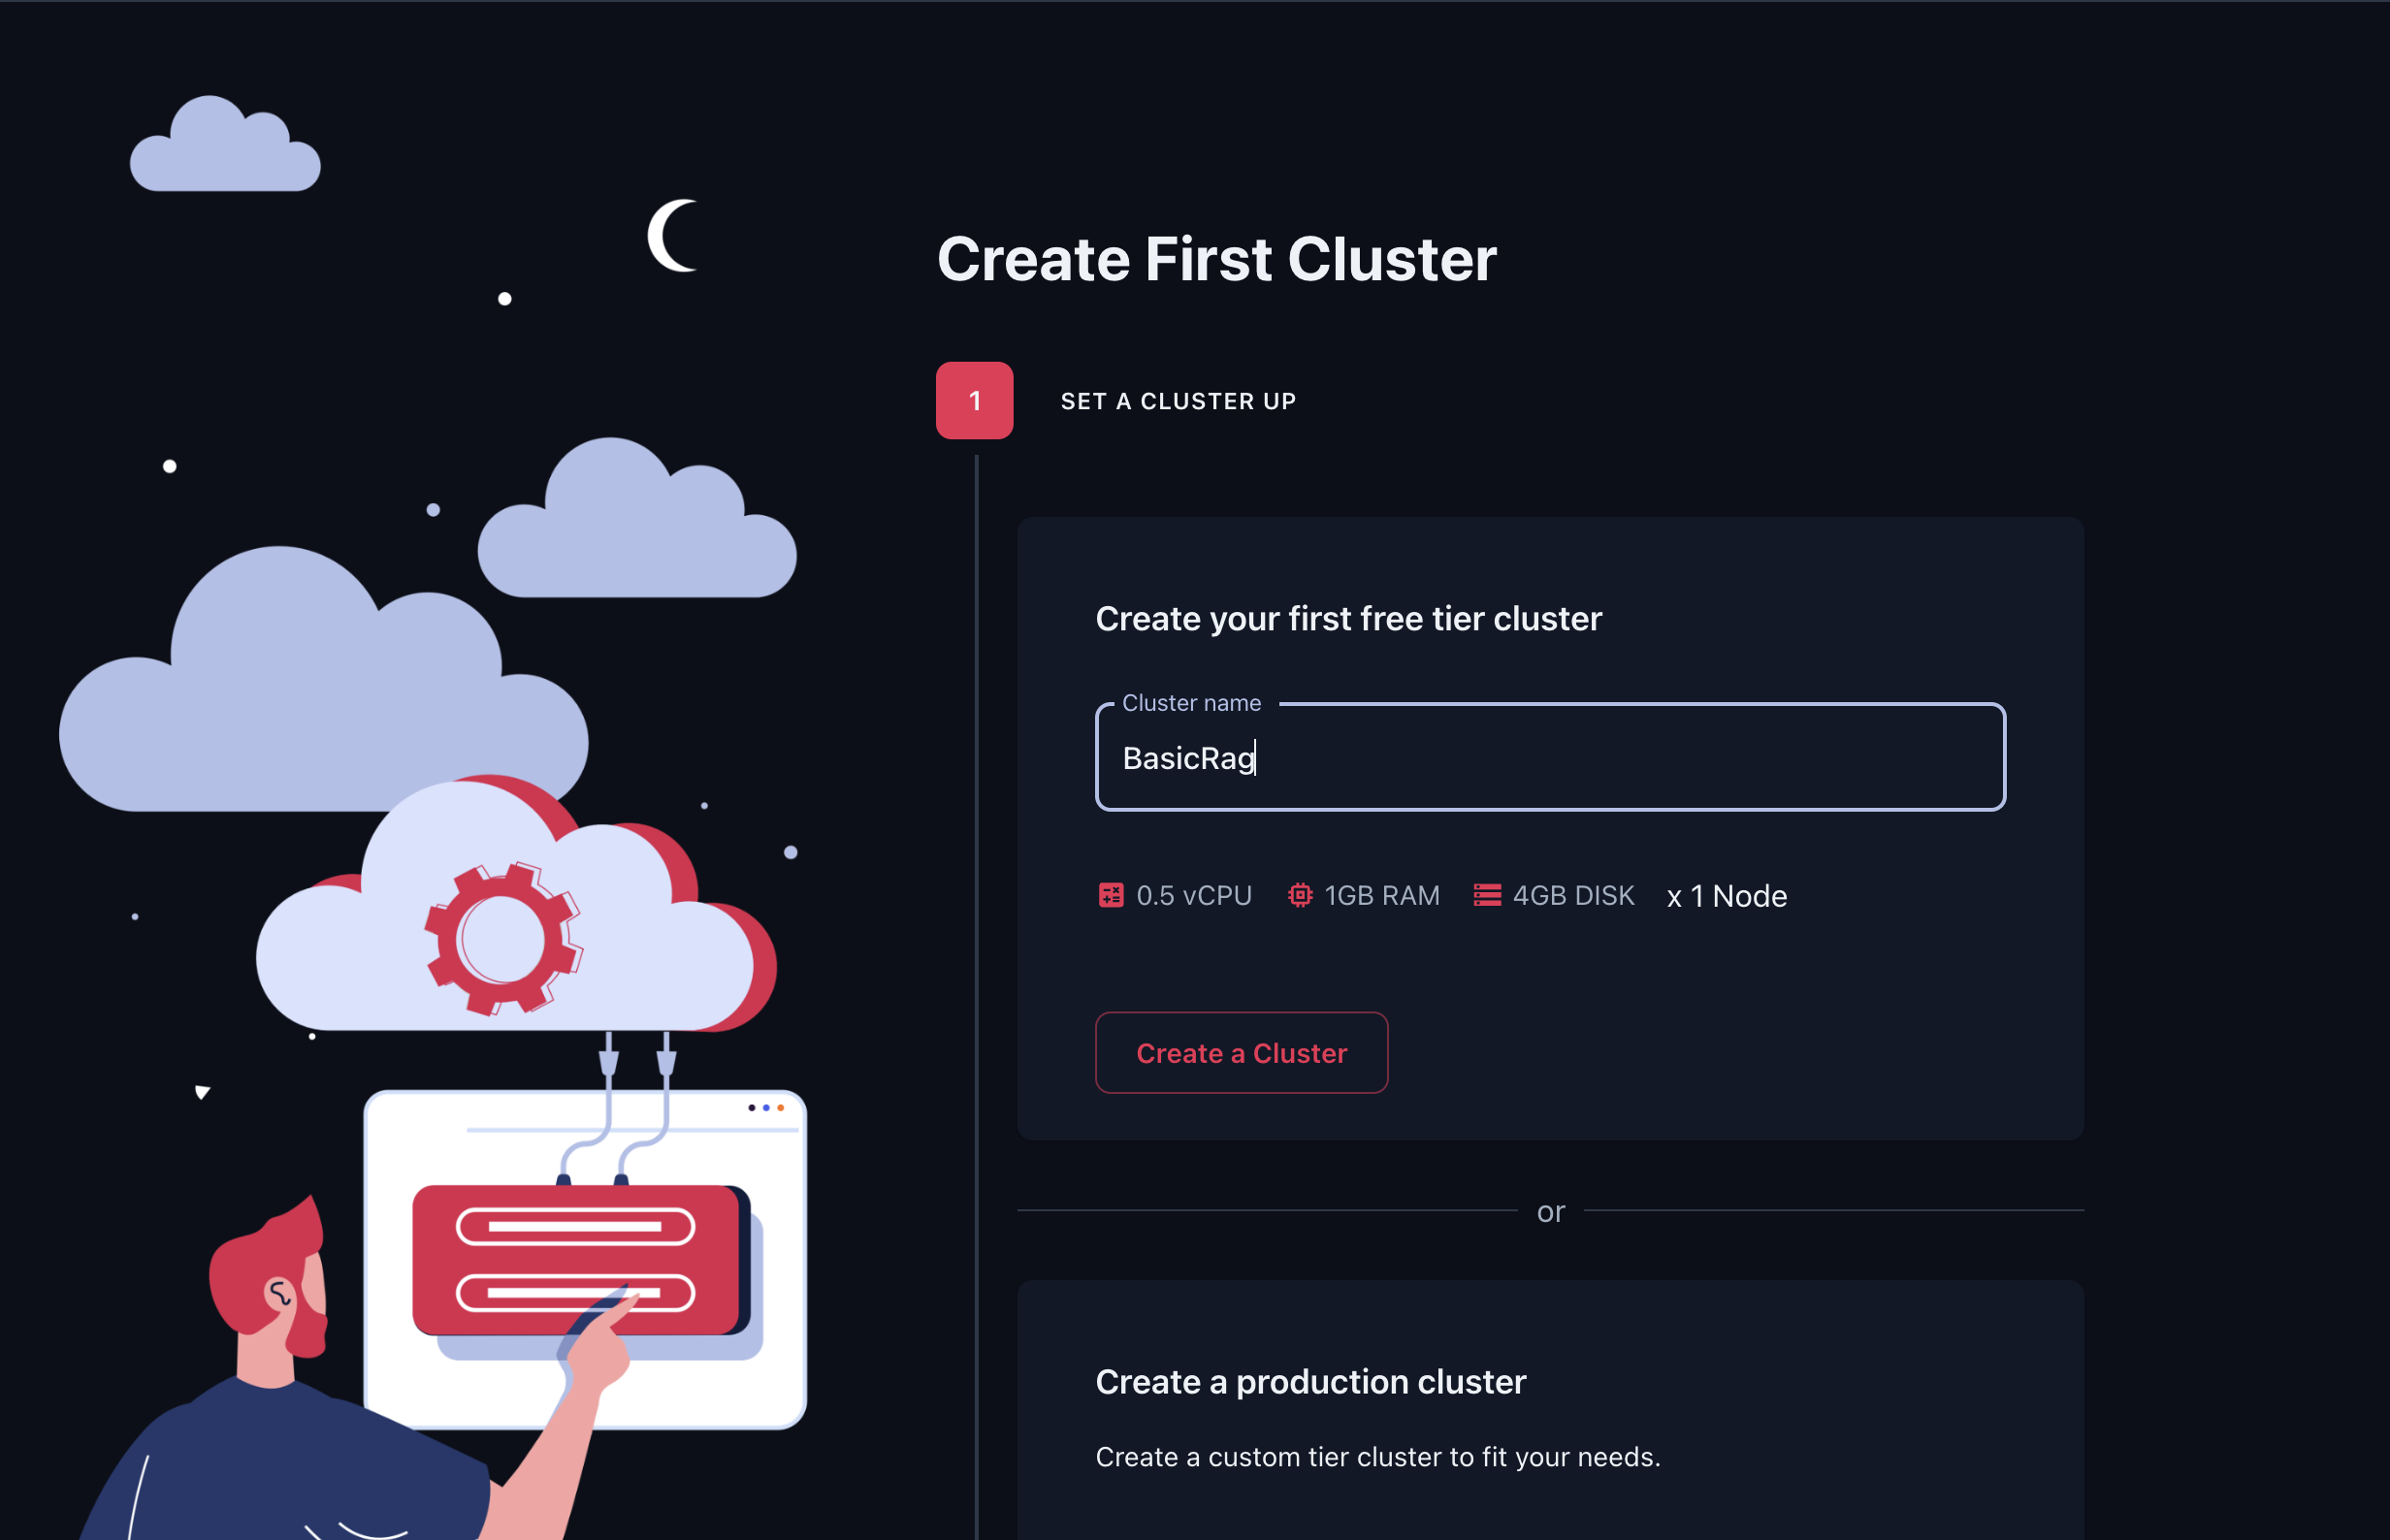 Create First Cluster
1
SET A CLUSTER UP
Create your first free tier cluster
Cluster name
BasicRag
0.5 vCPU 1GB RAM 4GB DISK x 1 Node
Create a Cluster
or
Create a production cluster
Create a custom tier cluster to fit your needs.